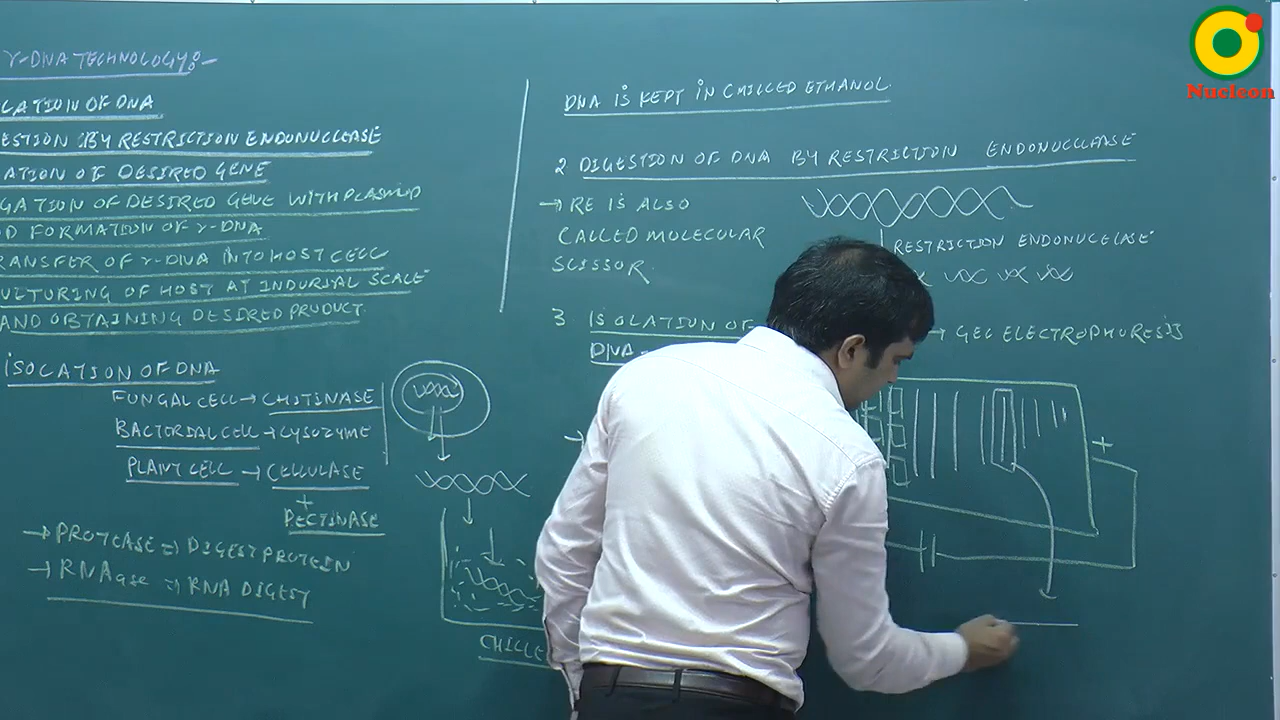 r-DNA TECHNOLOGY:-
LATION OF DNA
ESTION BY RESTRICTION ENDONUCLEASE
ATION OF DESIRED GENE
GATION OF DESIRED GENE WITH PLASMID
D FORMATION OF r-DNA
RANSFER OF r-DNA INTO HOST CELL
ULTURING OF HOST AT INDURIAL SCALE
AND OBTAINING DESIRED PRODUCT.
ISOLATION OF DNA
FUNGAL CELL → CHITINASE
BACTERIAL CELL → LYSOZYME
PLANT CELL → CELLULASE
+
PECTINASE
→ PROTEASE ⇒ DIGEST PROTEIN
→ RNAase ⇒ RNA DIGEST
CHILLE
DNA IS KEPT IN CHILLED ETHANOL.
2 DIGESTION OF DNA BY RESTRICTION ENDONUCLEASE
→ RE IS ALSO
CALLED MOLECULAR
SCISSOR.
RESTRICTION ENDONUCLEASE
3 ISOLATION OF
DNA
→ GEL ELECTROPHORESIS
+
Nucleon